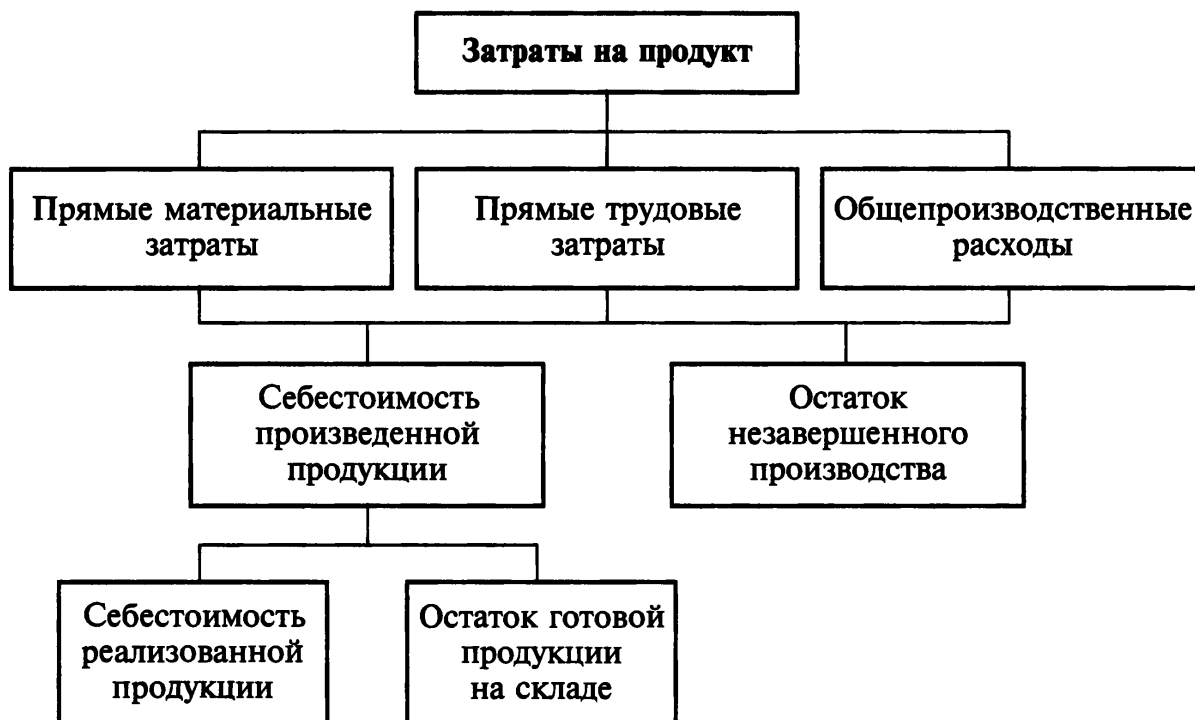 Затраты на продукт
Прямые материальные
затраты
Прямые трудовые
затраты
Общепроизводственные
расходы
Себестоимость
произведенной
продукции
Остаток
незавершенного
производства
Себестоимость
реализованной
продукции
Остаток готовой
продукции
на складе